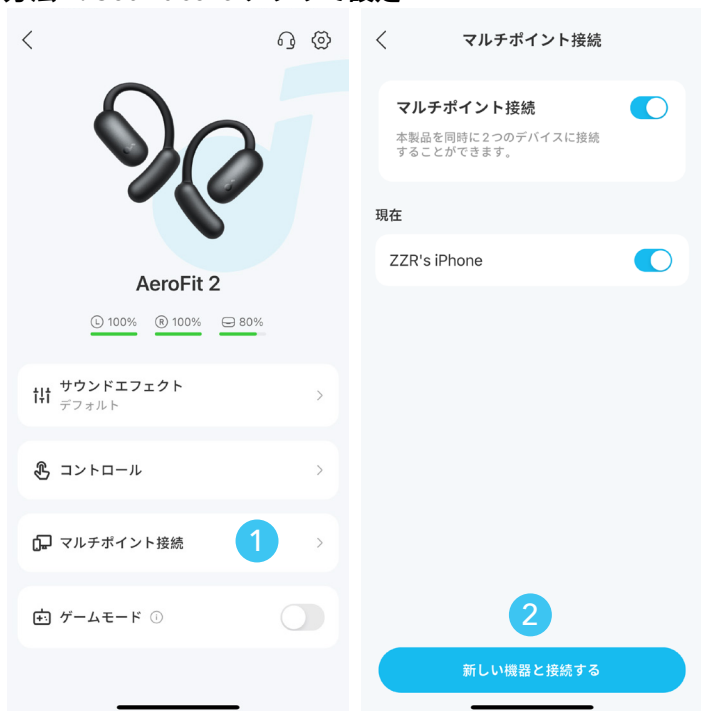 AeroFit 2
L 100% R 100% 80%
サウンドエフェクト
デフォルト
コントロール
マルチポイント接続
1
ゲームモード
マルチポイント接続
マルチポイント接続
本製品を同時に2つのデバイスに接続
することができます。
現在
ZZR's iPhone
2
新しい機器と接続する